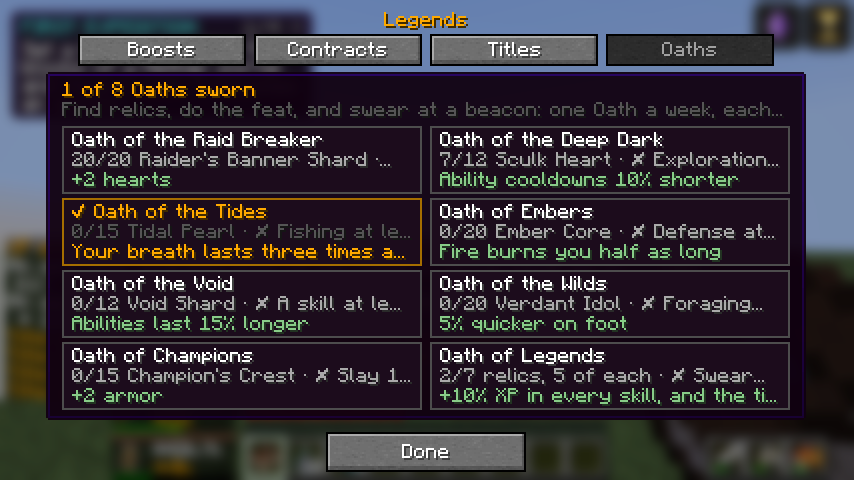 Legends
Boosts
Contracts
Titles
Oaths
1 of 8 Oaths sworn
Find relics, do the feat, and swear at a beacon: one Oath a week, each...
Oath of the Raid Breaker
20/20 Raider's Banner Shard ·...
+2 hearts
Oath of the Deep Dark
7/12 Sculk Heart · ✘ Exploration...
Ability cooldowns 10% shorter
✔ Oath of the Tides
0/15 Tidal Pearl · ✘ Fishing at le...
Your breath lasts three times a...
Oath of Embers
0/20 Ember Core · ✘ Defense at...
Fire burns you half as long
Oath of the Void
0/12 Void Shard · ✘ A skill at le...
Abilities last 15% longer
Oath of the Wilds
0/20 Verdant Idol · ✘ Foraging...
5% quicker on foot
Oath of Champions
0/15 Champion's Crest · ✘ Slay 1...
+2 armor
Oath of Legends
2/7 relics, 5 of each · ✘ Swear...
+10% XP in every skill, and the ti...
Done